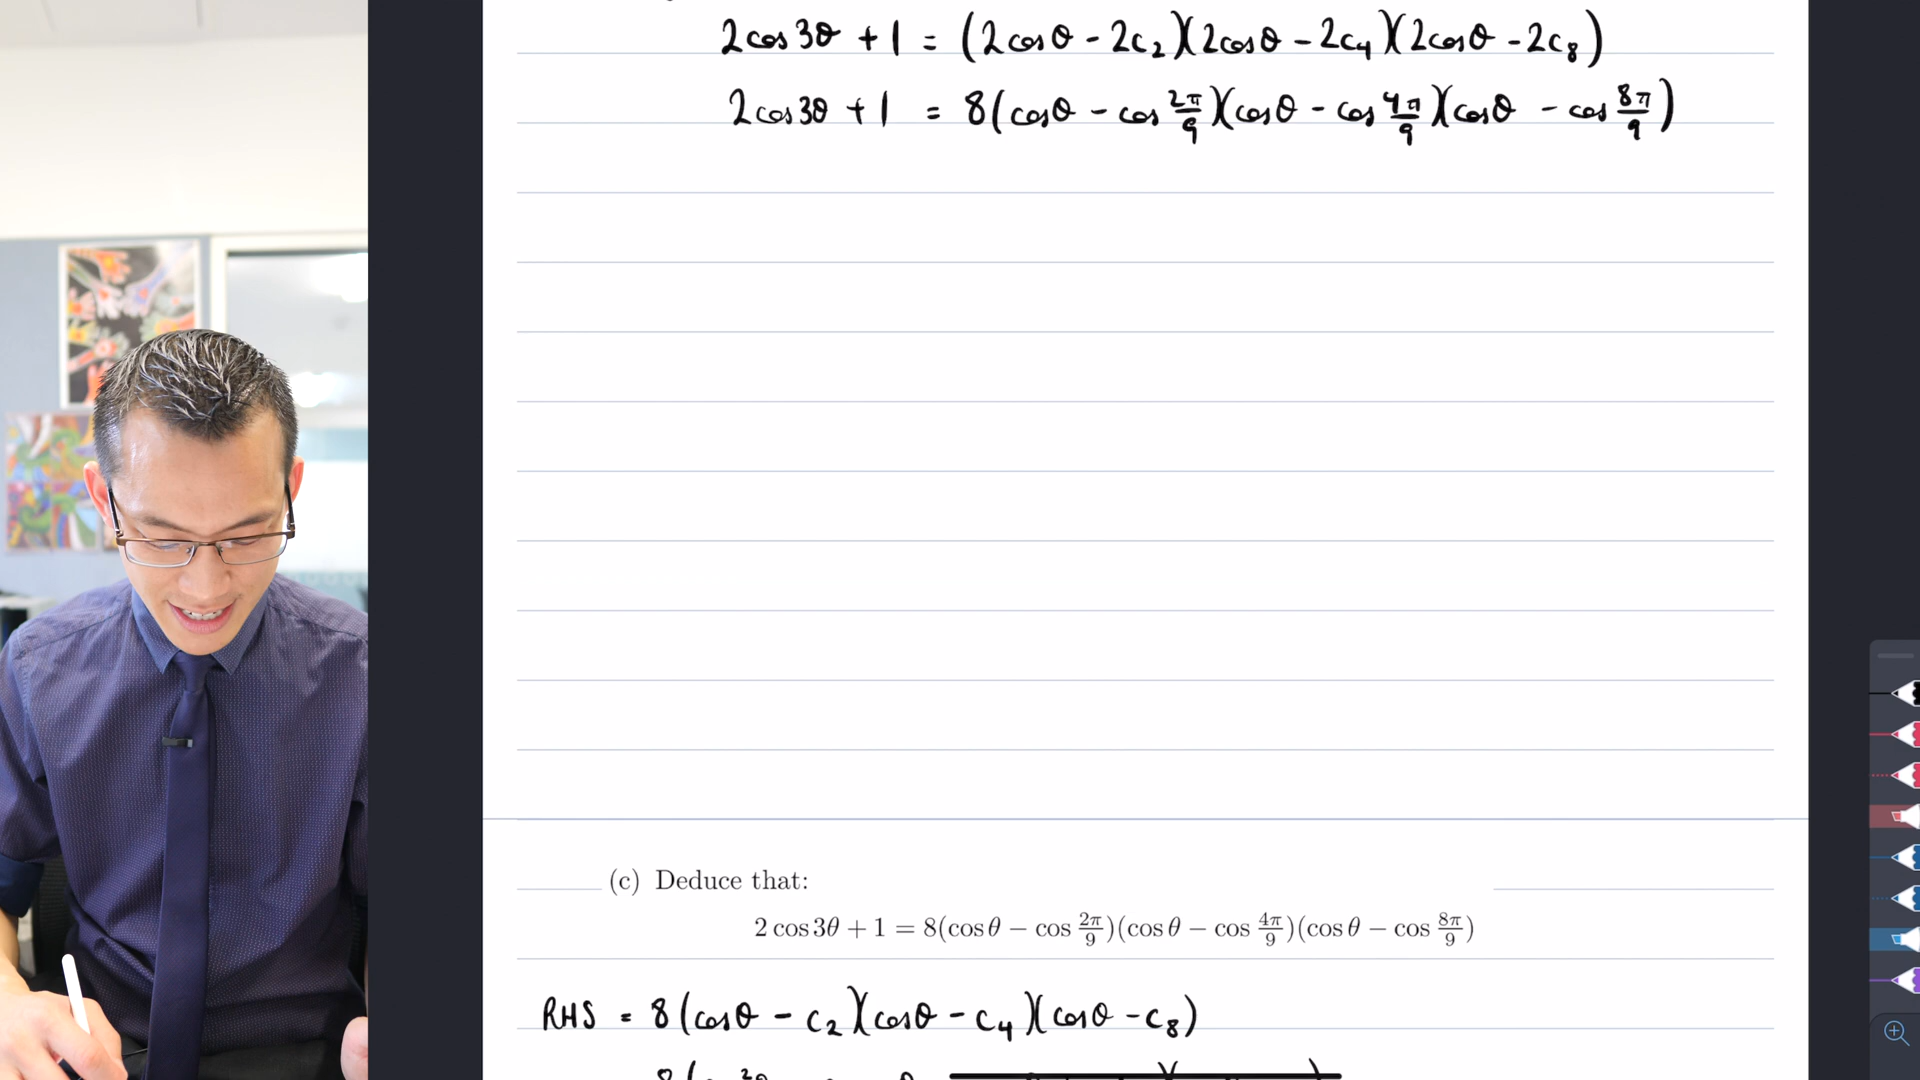 2cos3θ + 1 = (2cosθ - 2c₂)(2cosθ - 2c₄)(2cosθ - 2c₈)
2cos3θ + 1 = 8(cosθ - cos 2π/9)(cosθ - cos 4π/9)(cosθ - cos 8π/9)
(c) Deduce that:
2 cos 3θ + 1 = 8(cos θ − cos 2π/9)(cos θ − cos 4π/9)(cos θ − cos 8π/9)
RHS = 8(cosθ - c₂)(cosθ - c₄)(cosθ - c₈)